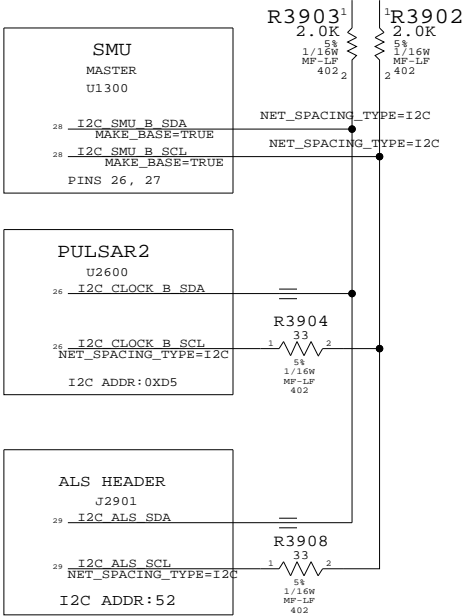 R3903 1 1 R3902
2.0K 2.0K
5% 5%
1/16W 1/16W
MF-LF MF-LF
402 402
2 2
SMU
MASTER
U1300
NET_SPACING_TYPE=I2C
28 I2C_SMU_B_SDA
MAKE_BASE=TRUE
NET_SPACING_TYPE=I2C
28 I2C_SMU_B_SCL
MAKE_BASE=TRUE
PINS 26, 27
PULSAR2
U2600
26 I2C_CLOCK_B_SDA
R3904
26 I2C_CLOCK_B_SCL 1 33 2
NET_SPACING_TYPE=I2C
5%
1/16W
MF-LF
402
I2C ADDR:0XD5
ALS HEADER
J2901
29 I2C_ALS_SDA
R3908
29 I2C_ALS_SCL 1 33 2
NET_SPACING_TYPE=I2C
5%
1/16W
MF-LF
402
I2C ADDR:52